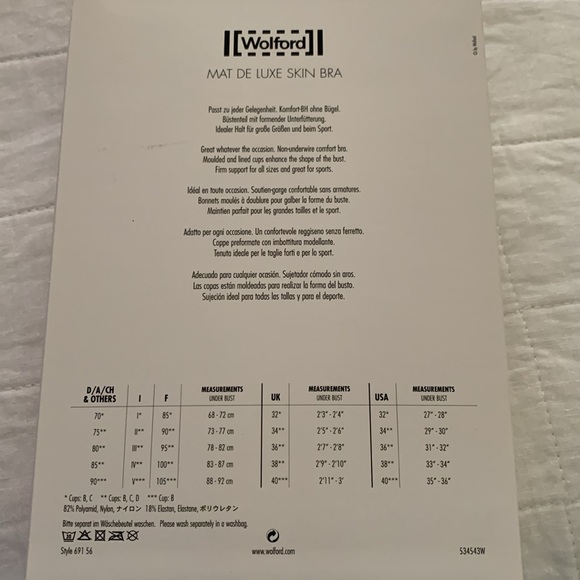 Wolford
MAT DE LUXE SKIN BRA
Passt zu jeder Gelegenheit. Komfort-BH ohne Bügel.
Büstenteil mit formender Unterfütterung.
Idealer Halt für große Größen und beim Sport.
Great whatever the occasion. Non-underwire comfort bra.
Moulded and lined cups enhance the shape of the bust.
Firm support for all sizes and great for sports.
Idéal en toute occasion. Soutien-gorge confortable sans armatures.
Bonnets moulés à doublure pour galber la forme du buste.
Maintien parfait pour les grandes tailles et le sport.
Adatto per ogni occasione. Un confortevole reggiseno senza ferretto.
Coppe preformate con imbottitura modellante.
Tenuta ideale per le taglie forti e per lo sport.
Adecuado para cualquier ocasión. Sujetador cómodo sin aros.
Las copas están moldeadas para realizar la forma del busto.
Sujeción ideal para todas las tallas y para el deporte.
D/A/CH & OTHERS I F MEASUREMENTS UNDER BUST UK MEASUREMENTS UNDER BUST USA MEASUREMENTS UNDER BUST
70* I* 85* 68 - 72 cm 32* 2'3" - 2'4" 32* 27" - 28"
75** II** 90** 73 - 77 cm 34** 2'5" - 2'6" 34** 29" - 30"
80** III** 95** 78 - 82 cm 36** 2'7" - 2'8" 36** 31" - 32"
85** IV** 100** 83 - 87 cm 38** 2'9" - 2'10" 38** 33" - 34"
90*** V*** 105*** 88 - 92 cm 40*** 2'11" - 3' 40*** 35" - 36"
* Cups: B, C ** Cups: B, C, D *** Cup: B
82% Polyamid, Nylon, ナイロン 18% Elastan, Elastane, ポリウレタン
Bitte separat im Wäschebeutel waschen. Please wash separately in a washbag.
Style 691 56 www.wolford.com 534543W